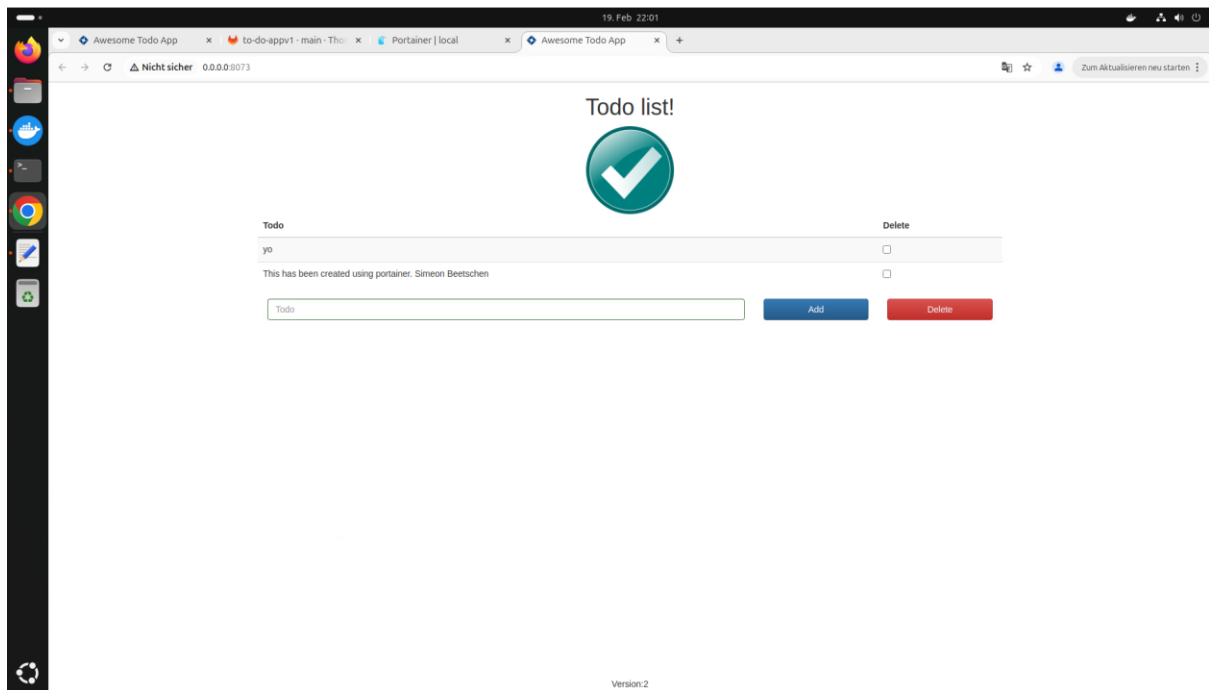 19. Feb 22:01
Awesome Todo App
to-do-appv1 · main · Tho
Portainer | local
Awesome Todo App
Nicht sicher 0.0.0.0:8073
Zum Aktualisieren neu starten
Todo list!
Todo Delete
yo
This has been created using portainer. Simeon Beetschen
Todo Add Delete
Version:2